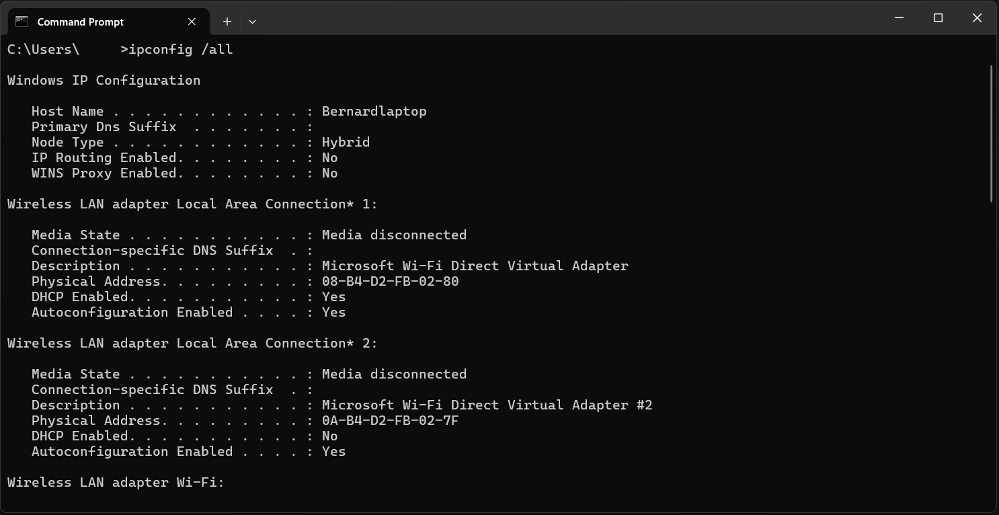 Command Prompt
C:\Users\     >ipconfig /all
Windows IP Configuration
   Host Name . . . . . . . . . . . . : Bernardlaptop
   Primary Dns Suffix  . . . . . . . :
   Node Type . . . . . . . . . . . . : Hybrid
   IP Routing Enabled. . . . . . . . : No
   WINS Proxy Enabled. . . . . . . . : No
Wireless LAN adapter Local Area Connection* 1:
   Media State . . . . . . . . . . . : Media disconnected
   Connection-specific DNS Suffix  . :
   Description . . . . . . . . . . . : Microsoft Wi-Fi Direct Virtual Adapter
   Physical Address. . . . . . . . . : 08-B4-D2-FB-02-80
   DHCP Enabled. . . . . . . . . . . : Yes
   Autoconfiguration Enabled . . . . : Yes
Wireless LAN adapter Local Area Connection* 2:
   Media State . . . . . . . . . . . : Media disconnected
   Connection-specific DNS Suffix  . :
   Description . . . . . . . . . . . : Microsoft Wi-Fi Direct Virtual Adapter #2
   Physical Address. . . . . . . . . : 0A-B4-D2-FB-02-7F
   DHCP Enabled. . . . . . . . . . . : No
   Autoconfiguration Enabled . . . . : Yes
Wireless LAN adapter Wi-Fi: